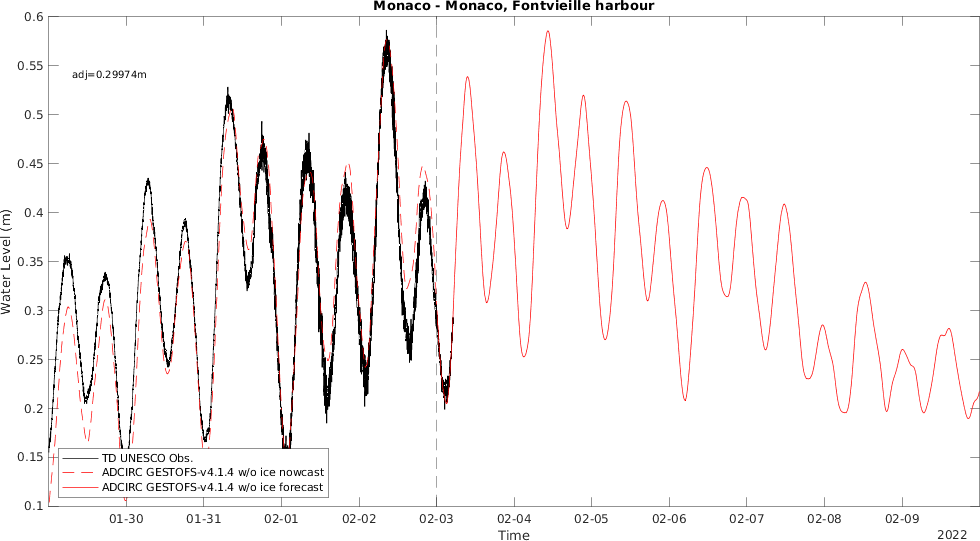 Monaco - Monaco, Fontvieille harbour
0.6
0.55
0.5
0.45
0.4
0.35
0.3
0.25
0.2
0.15
0.1
Water Level (m)
adj=0.29974m
TD UNESCO Obs.
ADCIRC GESTOFS-v4.1.4 w/o ice nowcast
ADCIRC GESTOFS-v4.1.4 w/o ice forecast
01-30 01-31 02-01 02-02 02-03 02-04 02-05 02-06 02-07 02-08 02-09
Time
2022